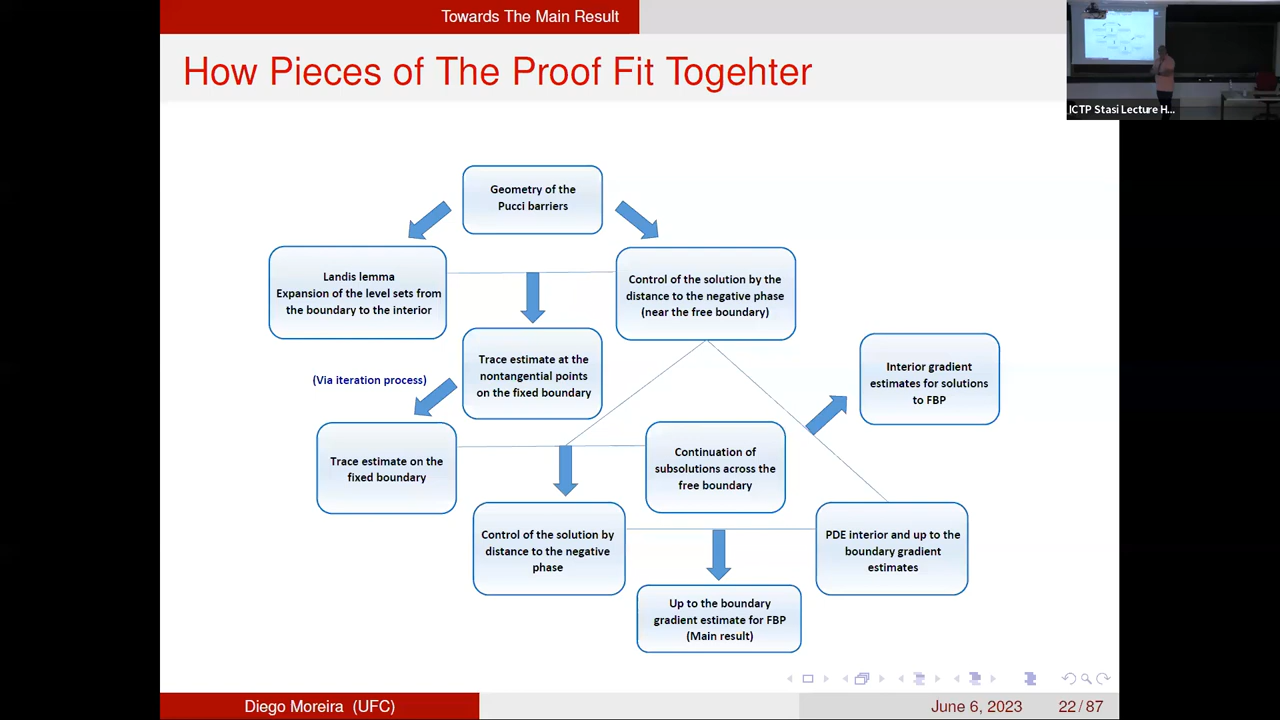 Towards The Main Result
How Pieces of The Proof Fit Togehter
ICTP Stasi Lecture H...
Geometry of the
Pucci barriers
Landis lemma
Expansion of the level sets from
the boundary to the interior
Control of the solution by the
distance to the negative phase
(near the free boundary)
Trace estimate at the
nontangential points
on the fixed boundary
Interior gradient
estimates for solutions
to FBP
(Via iteration process)
Trace estimate on the
fixed boundary
Continuation of
subsolutions across the
free boundary
Control of the solution by
distance to the negative
phase
PDE interior and up to the
boundary gradient
estimates
Up to the boundary
gradient estimate for FBP
(Main result)
Diego Moreira (UFC)
June 6, 2023
22 / 87